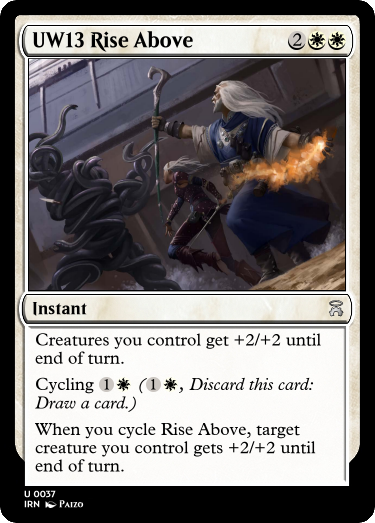 UW13 Rise Above 2
Instant
Creatures you control get +2/+2 until
end of turn.
Cycling 1 (1, Discard this card:
Draw a card.)
When you cycle Rise Above, target
creature you control gets +2/+2 until
end of turn.
U 0037
IRN Paizo